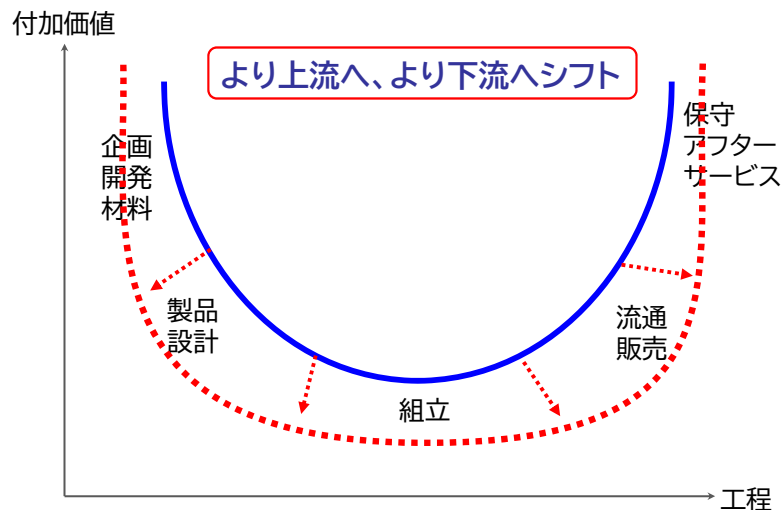 付加価値
より上流へ、より下流へシフト
企画
開発
材料
保守
アフター
サービス
製品
設計
流通
販売
組立
工程